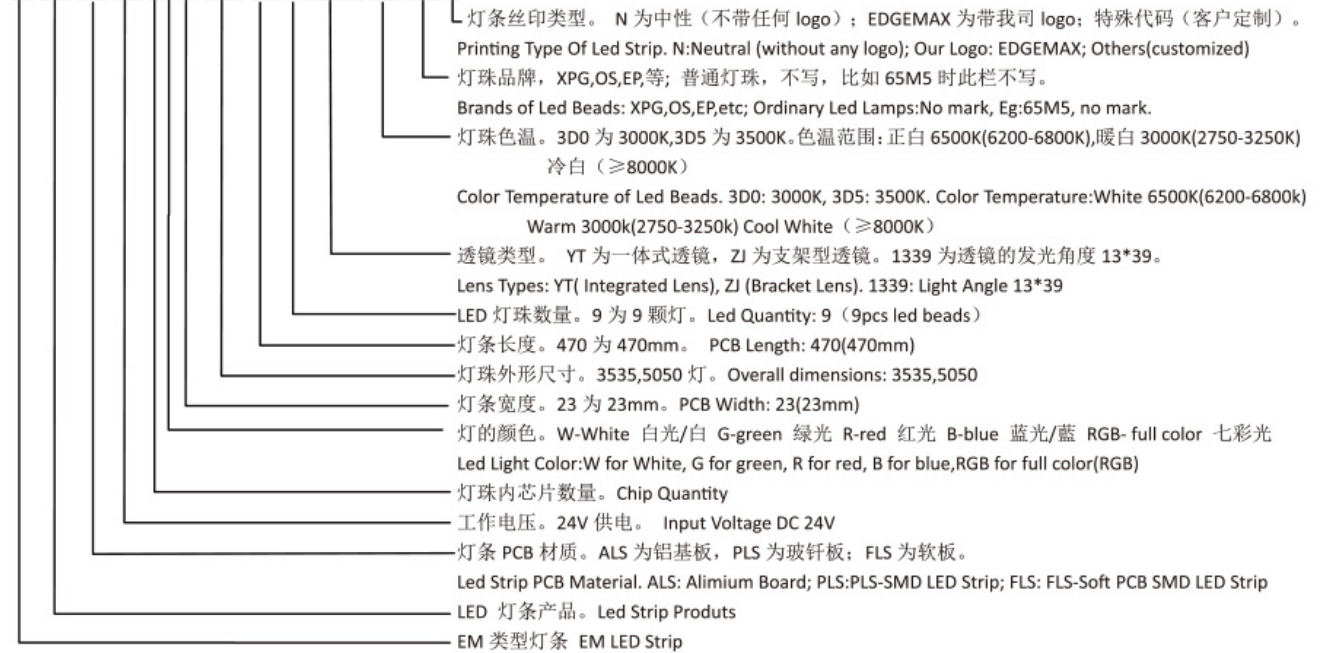 灯条丝印类型。 N 为中性（不带任何 logo）；EDGEMAX 为带我司 logo；特殊代码（客户定制）。
Printing Type Of Led Strip. N:Neutral (without any logo); Our Logo: EDGEMAX; Others(customized)
灯珠品牌，XPG,OS,EP,等；普通灯珠，不写，比如 65M5 时此栏不写。
Brands of Led Beads: XPG,OS,EP,etc; Ordinary Led Lamps:No mark, Eg:65M5, no mark.
灯珠色温。3D0 为 3000K,3D5 为 3500K。色温范围：正白 6500K(6200-6800K),暖白 3000K(2750-3250K)
冷白（≥8000K）
Color Temperature of Led Beads. 3D0: 3000K, 3D5: 3500K. Color Temperature:White 6500K(6200-6800k)
Warm 3000k(2750-3250k) Cool White（≥8000K）
透镜类型。 YT 为一体式透镜，ZJ 为支架型透镜。1339 为透镜的发光角度 13*39。
Lens Types: YT( Integrated Lens), ZJ (Bracket Lens). 1339: Light Angle 13*39
LED 灯珠数量。9 为 9 颗灯。Led Quantity: 9（9pcs led beads）
灯条长度。470 为 470mm。 PCB Length: 470(470mm)
灯珠外形尺寸。3535,5050 灯。Overall dimensions: 3535,5050
灯条宽度。23 为 23mm。PCB Width: 23(23mm)
灯的颜色。W-White 白光/白 G-green 绿光 R-red 红光 B-blue 蓝光/藍 RGB- full color 七彩光
Led Light Color:W for White, G for green, R for red, B for blue,RGB for full color(RGB)
灯珠内芯片数量。Chip Quantity
工作电压。24V 供电。 Input Voltage DC 24V
灯条 PCB 材质。ALS 为铝基板，PLS 为玻钎板；FLS 为软板。
Led Strip PCB Material. ALS: Alimium Board; PLS:PLS-SMD LED Strip; FLS: FLS-Soft PCB SMD LED Strip
LED 灯条产品。Led Strip Produts
EM 类型灯条 EM LED Strip